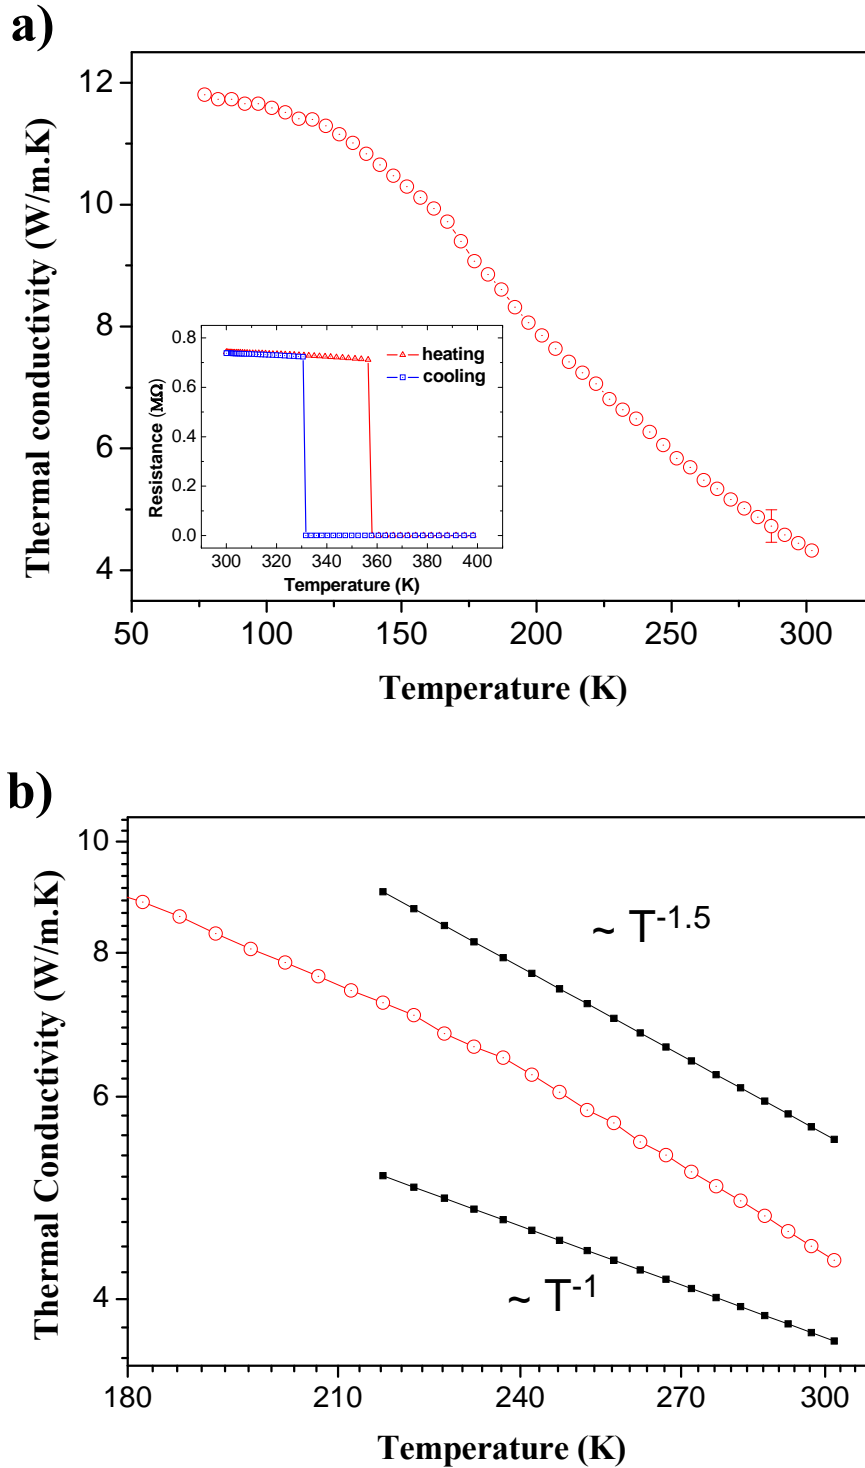 a)
Thermal conductivity (W/m.K)
12
10
8
6
4
50
100
150
200
250
300
Temperature (K)
Resistance (MΩ)
0.8
0.6
0.4
0.2
0.0
heating
cooling
300
320
340
360
380
400
Temperature (K)
b)
Thermal Conductivity (W/m.K)
10
8
6
4
~ T-1.5
~ T-1
180
210
240
270
300
Temperature (K)